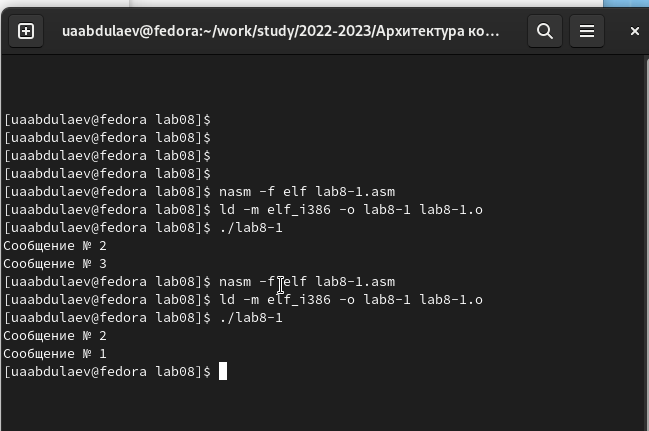 uaabdulaev@fedora:~/work/study/2022-2023/Архитектура ко...
[uaabdulaev@fedora lab08]$
[uaabdulaev@fedora lab08]$
[uaabdulaev@fedora lab08]$
[uaabdulaev@fedora lab08]$
[uaabdulaev@fedora lab08]$ nasm -f elf lab8-1.asm
[uaabdulaev@fedora lab08]$ ld -m elf_i386 -o lab8-1 lab8-1.o
[uaabdulaev@fedora lab08]$ ./lab8-1
Сообщение № 2
Сообщение № 3
[uaabdulaev@fedora lab08]$ nasm -f elf lab8-1.asm
[uaabdulaev@fedora lab08]$ ld -m elf_i386 -o lab8-1 lab8-1.o
[uaabdulaev@fedora lab08]$ ./lab8-1
Сообщение № 2
Сообщение № 1
[uaabdulaev@fedora lab08]$